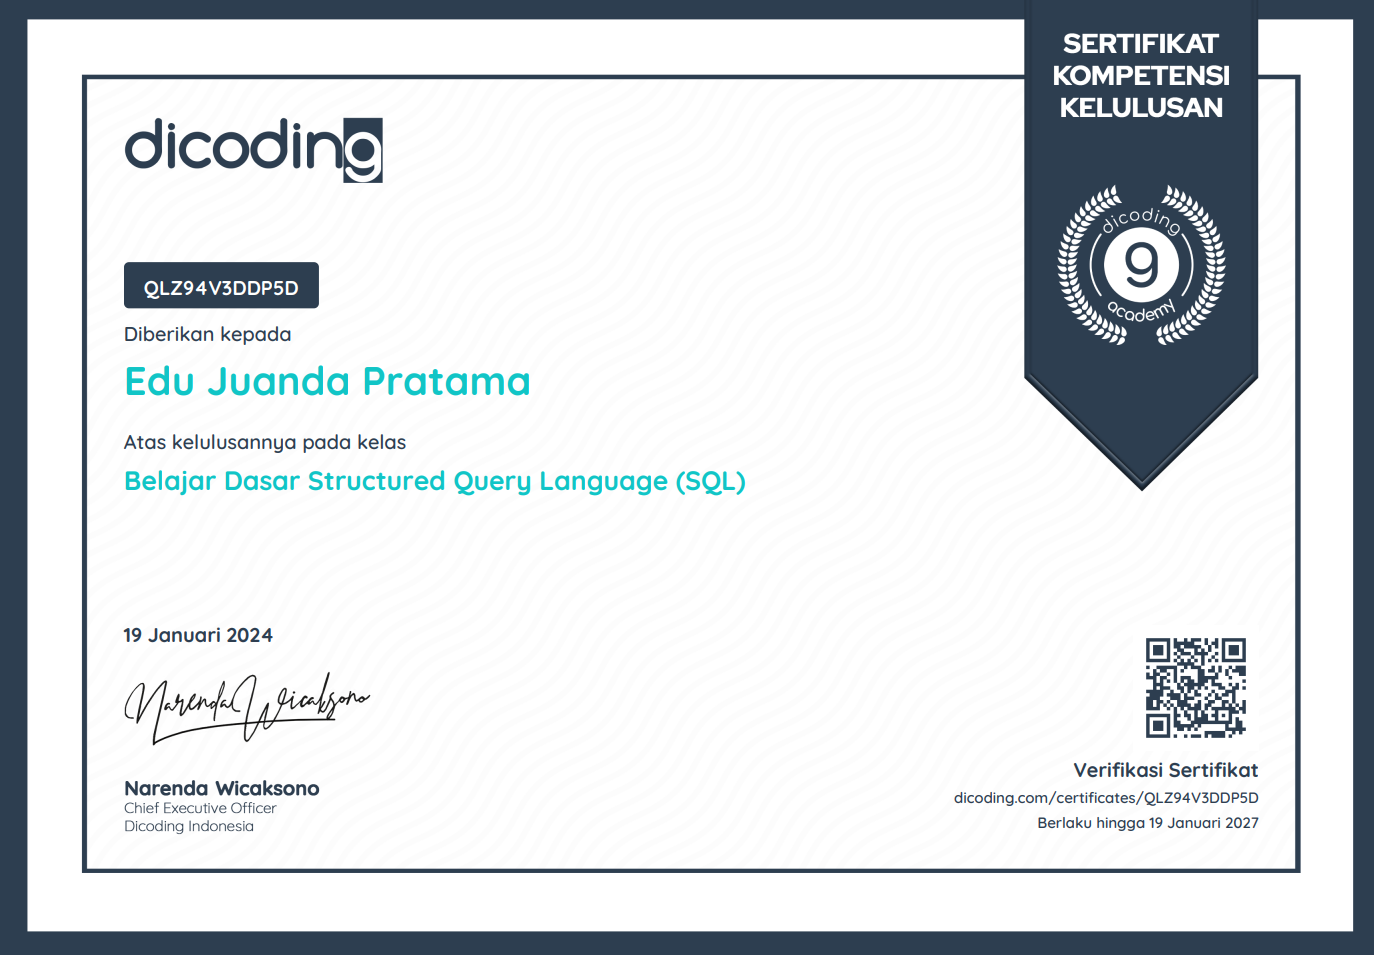 SERTIFIKAT
KOMPETENSI
KELULUSAN
dicoding
dicoding
g
academy
QLZ94V3DDP5D
Diberikan kepada
Edu Juanda Pratama
Atas kelulusannya pada kelas
Belajar Dasar Structured Query Language (SQL)
19 Januari 2024
Narenda Wicaksono
Narenda Wicaksono
Chief Executive Officer
Dicoding Indonesia
Verifikasi Sertifikat
dicoding.com/certificates/QLZ94V3DDP5D
Berlaku hingga 19 Januari 2027